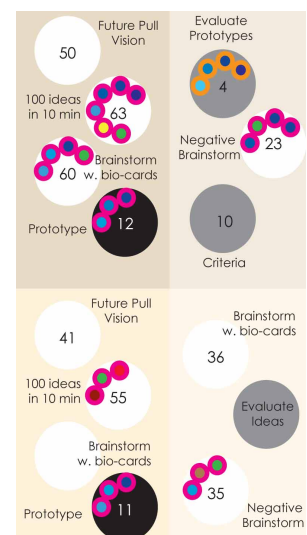 Future Pull
Vision
50
100 ideas
in 10 min
63
Brainstorm
w. bio-cards
60
Prototype
12
Evaluate
Prototypes
4
Negative
Brainstorm
23
10
Criteria
Future Pull
Vision
41
100 ideas
in 10 min
55
Brainstorm
w. bio-cards
Prototype
11
Brainstorm
w. bio-cards
36
Evaluate
Ideas
35
Negative
Brainstorm